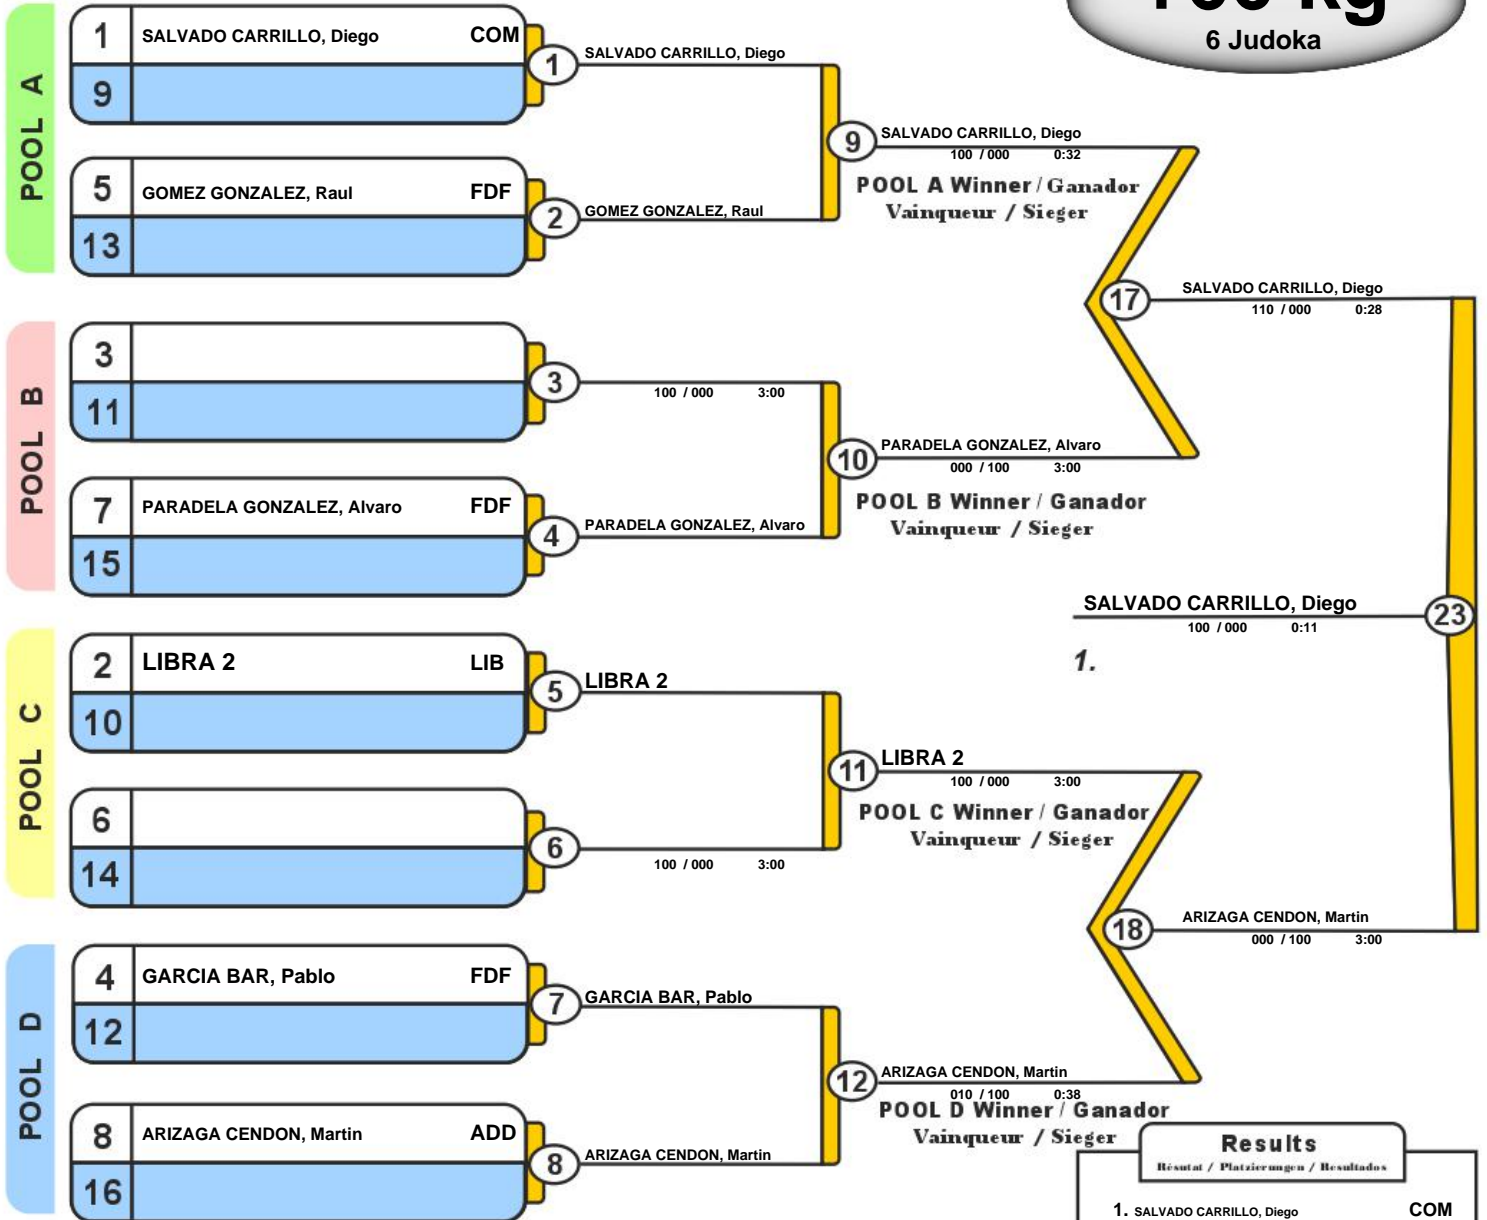 6 Judoka
POOL A
1 SALVADO CARRILLO, Diego COM
9
5 GOMEZ GONZALEZ, Raul FDF
13
1 SALVADO CARRILLO, Diego
2 GOMEZ GONZALEZ, Raul
9 SALVADO CARRILLO, Diego
100 / 000 0:32
POOL A Winner / Ganador
Vainqueur / Sieger
POOL B
3
11
7 PARADELA GONZALEZ, Alvaro FDF
15
3
100 / 000 3:00
4 PARADELA GONZALEZ, Alvaro
10 PARADELA GONZALEZ, Alvaro
000 / 100 3:00
POOL B Winner / Ganador
Vainqueur / Sieger
17 SALVADO CARRILLO, Diego
110 / 000 0:28
SALVADO CARRILLO, Diego 23
100 / 000 0:11
1.
POOL C
2 LIBRA 2 LIB
10
6
14
5 LIBRA 2
6
100 / 000 3:00
11 LIBRA 2
100 / 000 3:00
POOL C Winner / Ganador
Vainqueur / Sieger
18 ARIZAGA CENDON, Martin
000 / 100 3:00
POOL D
4 GARCIA BAR, Pablo FDF
12
8 ARIZAGA CENDON, Martin ADD
16
7 GARCIA BAR, Pablo
8 ARIZAGA CENDON, Martin
12 ARIZAGA CENDON, Martin
010 / 100 0:38
POOL D Winner / Ganador
Vainqueur / Sieger
Results
Résutat / Platzierungen / Resultados
1. SALVADO CARRILLO, Diego COM